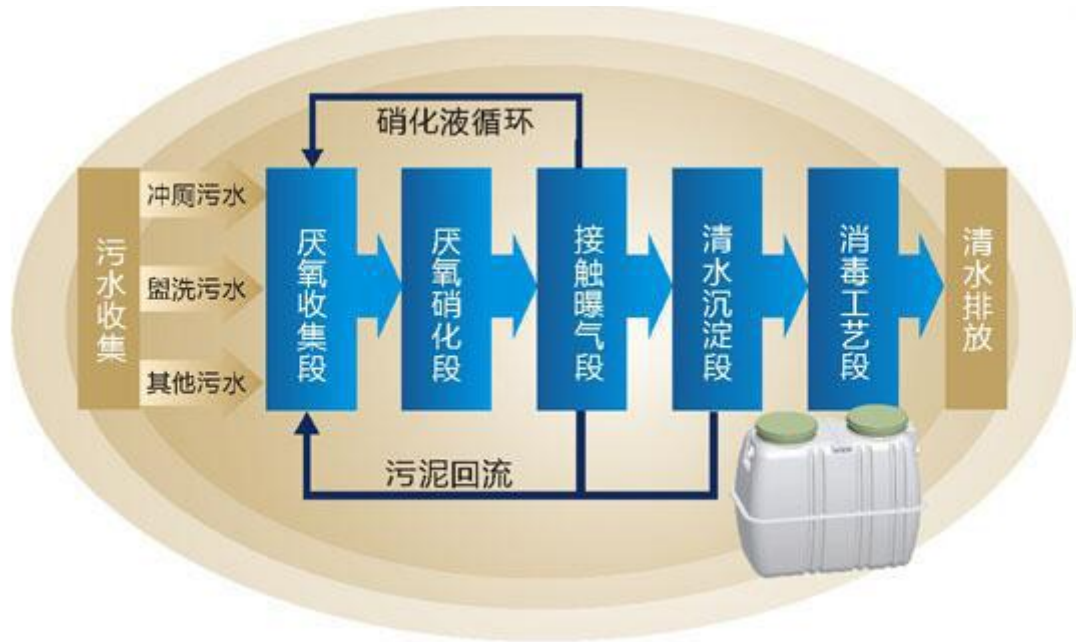 硝化液循环
污水收集
冲厕污水
盥洗污水
其他污水
厌氧收集段
厌氧硝化段
接触曝气段
清水沉淀段
消毒工艺段
清水排放
污泥回流